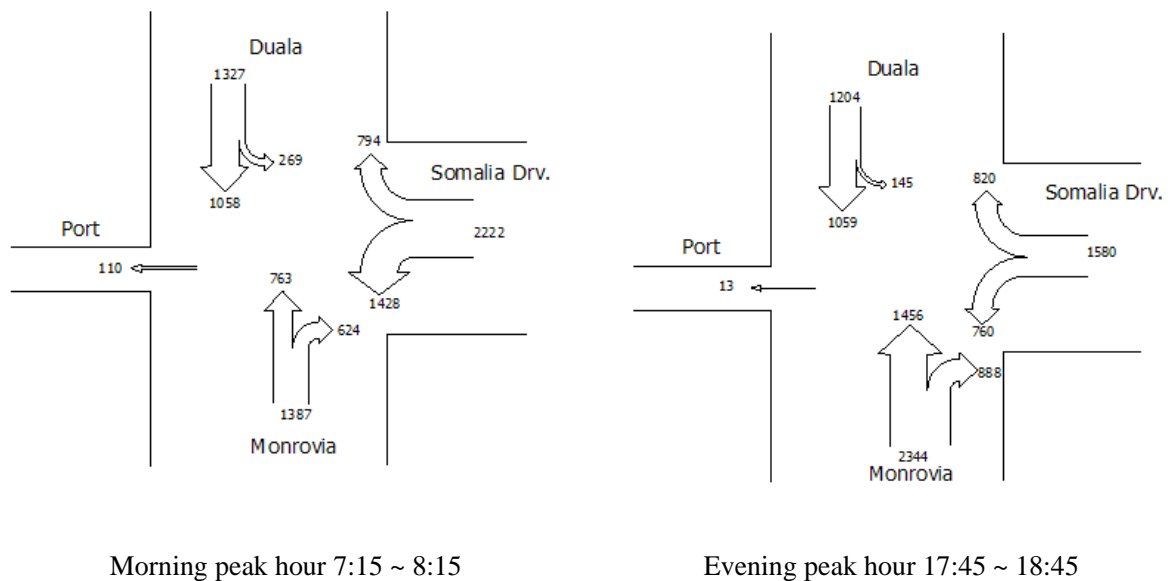 Duala
1327
269
1058
794
Somalia Drv.
2222
1428
Port
110
763
624
1387
Monrovia
Morning peak hour 7:15 ~ 8:15
Duala
1204
145
1059
820
Somalia Drv.
1580
760
Port
13
1456
888
2344
Monrovia
Evening peak hour 17:45 ~ 18:45